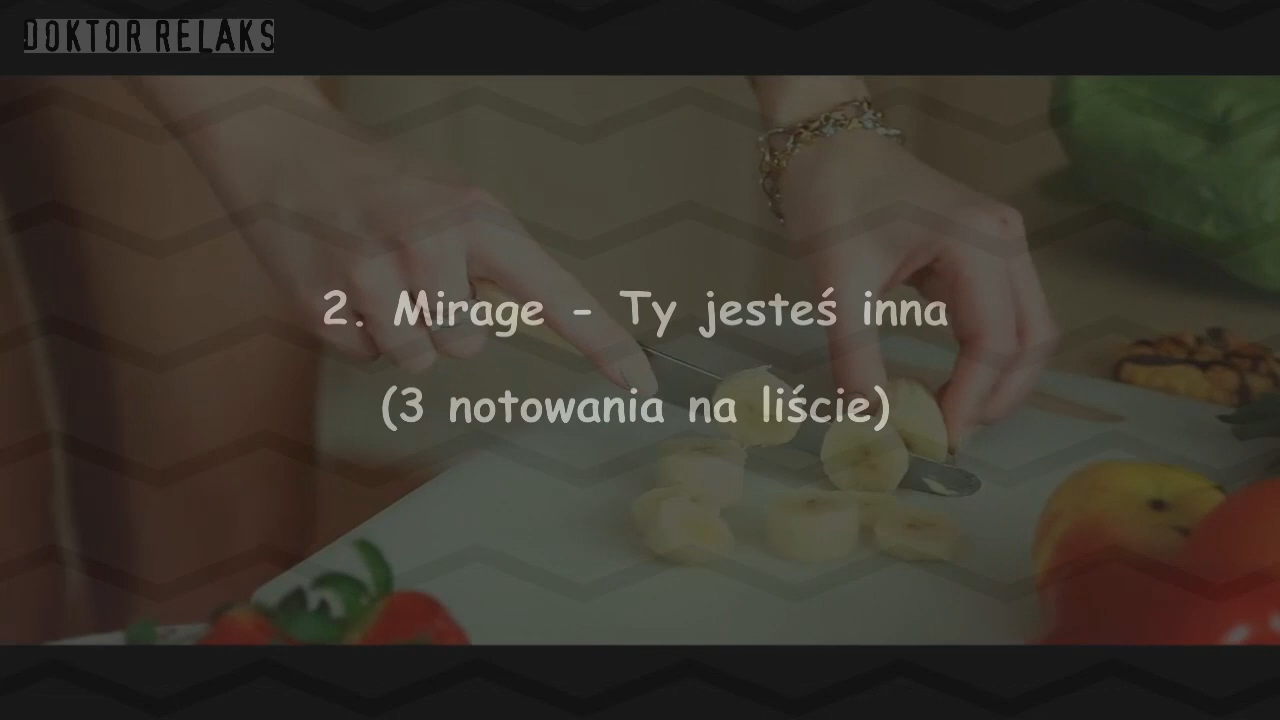 DOKTOR RELAKS
2. Mirage - Ty jesteś inna
(3 notowania na liście)